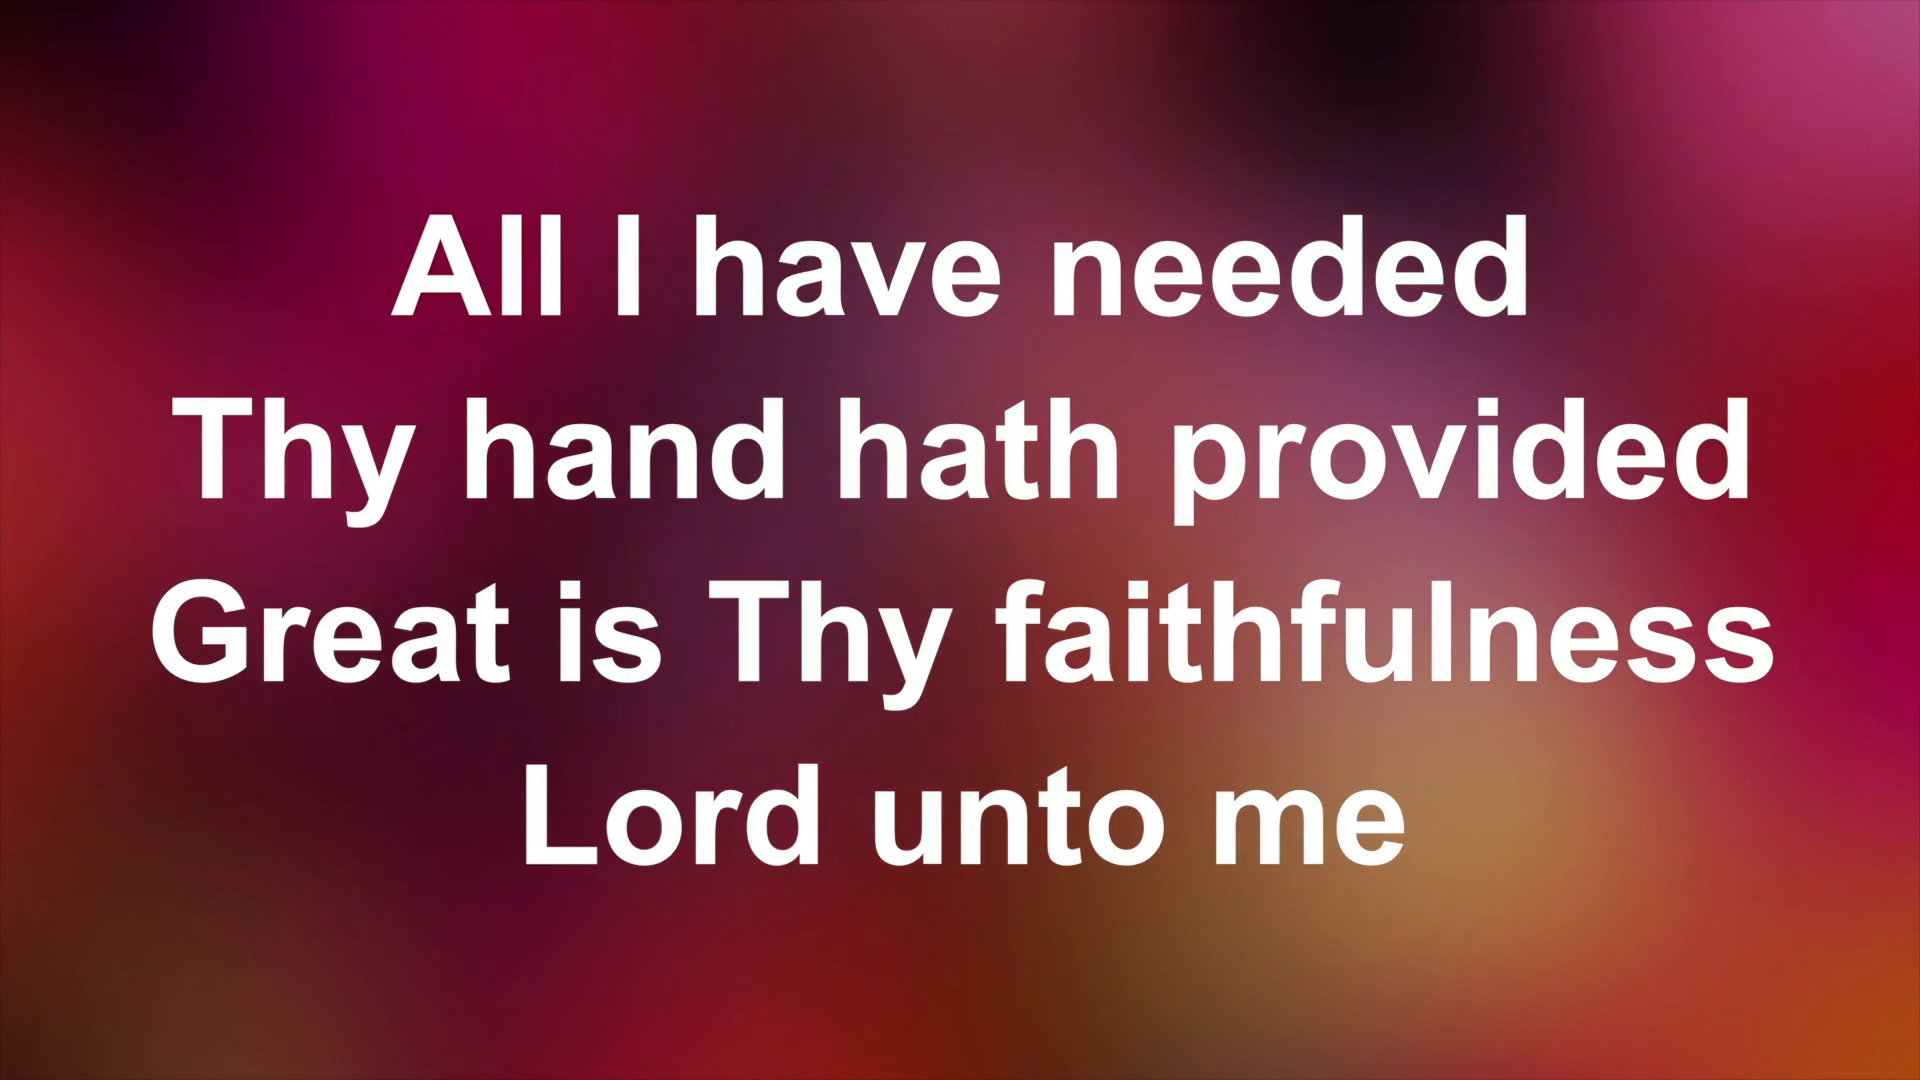 All I have needed
Thy hand hath provided
Great is Thy faithfulness
Lord unto me